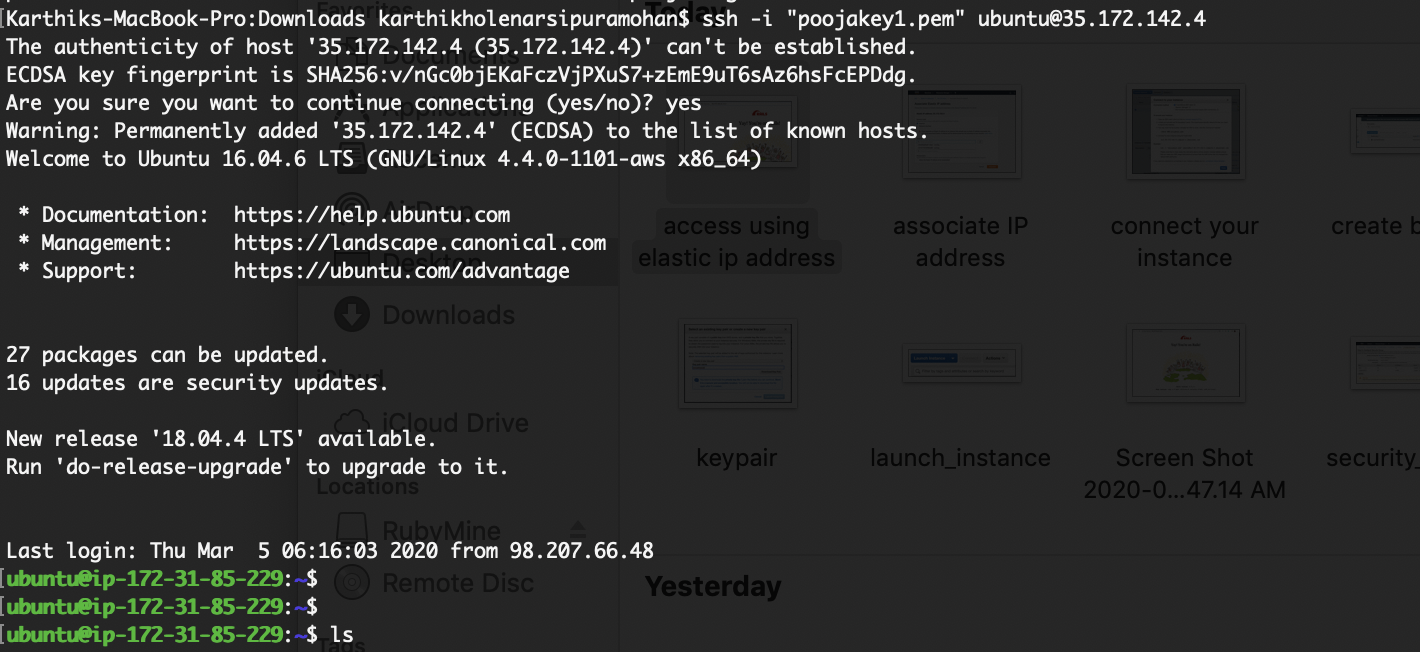 [Karthiks-MacBook-Pro:Downloads karthikholenarsipuramohan$ ssh -i "poojakey1.pem" ubuntu@35.172.142.4
The authenticity of host '35.172.142.4 (35.172.142.4)' can't be established.
ECDSA key fingerprint is SHA256:v/nGc0bjEKaFczVjPXuS7+zEmE9uT6sAz6hsFcEPDdg.
Are you sure you want to continue connecting (yes/no)? yes
Warning: Permanently added '35.172.142.4' (ECDSA) to the list of known hosts.
Welcome to Ubuntu 16.04.6 LTS (GNU/Linux 4.4.0-1101-aws x86_64)
* Documentation: https://help.ubuntu.com
* Management: https://landscape.canonical.com
* Support: https://ubuntu.com/advantage
27 packages can be updated.
16 updates are security updates.
New release '18.04.4 LTS' available.
Run 'do-release-upgrade' to upgrade to it.
Last login: Thu Mar  5 06:16:03 2020 from 98.207.66.48
[ubuntu@ip-172-31-85-229:~$
[ubuntu@ip-172-31-85-229:~$
[ubuntu@ip-172-31-85-229:~$ ls
Favorites
Documents
Applications
AirDrop
Desktop
Downloads
iCloud
iCloud Drive
Locations
RubyMine
Remote Disc
Tags
Today
access using
elastic ip address
associate IP
address
connect your
instance
create
keypair
launch_instance
Screen Shot
2020-0...47.14 AM
security_
Yesterday